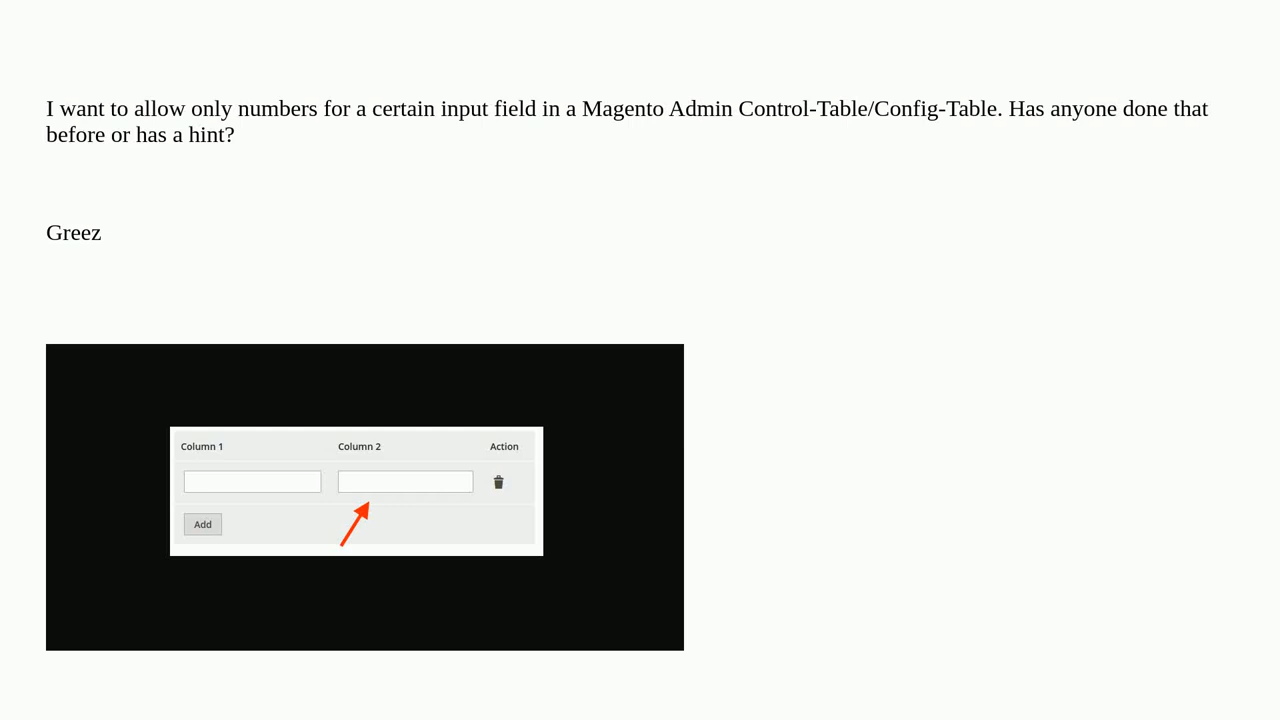 I want to allow only numbers for a certain input field in a Magento Admin Control-Table/Config-Table. Has anyone done that
before or has a hint?
Greez
Column 1 Column 2 Action
Add